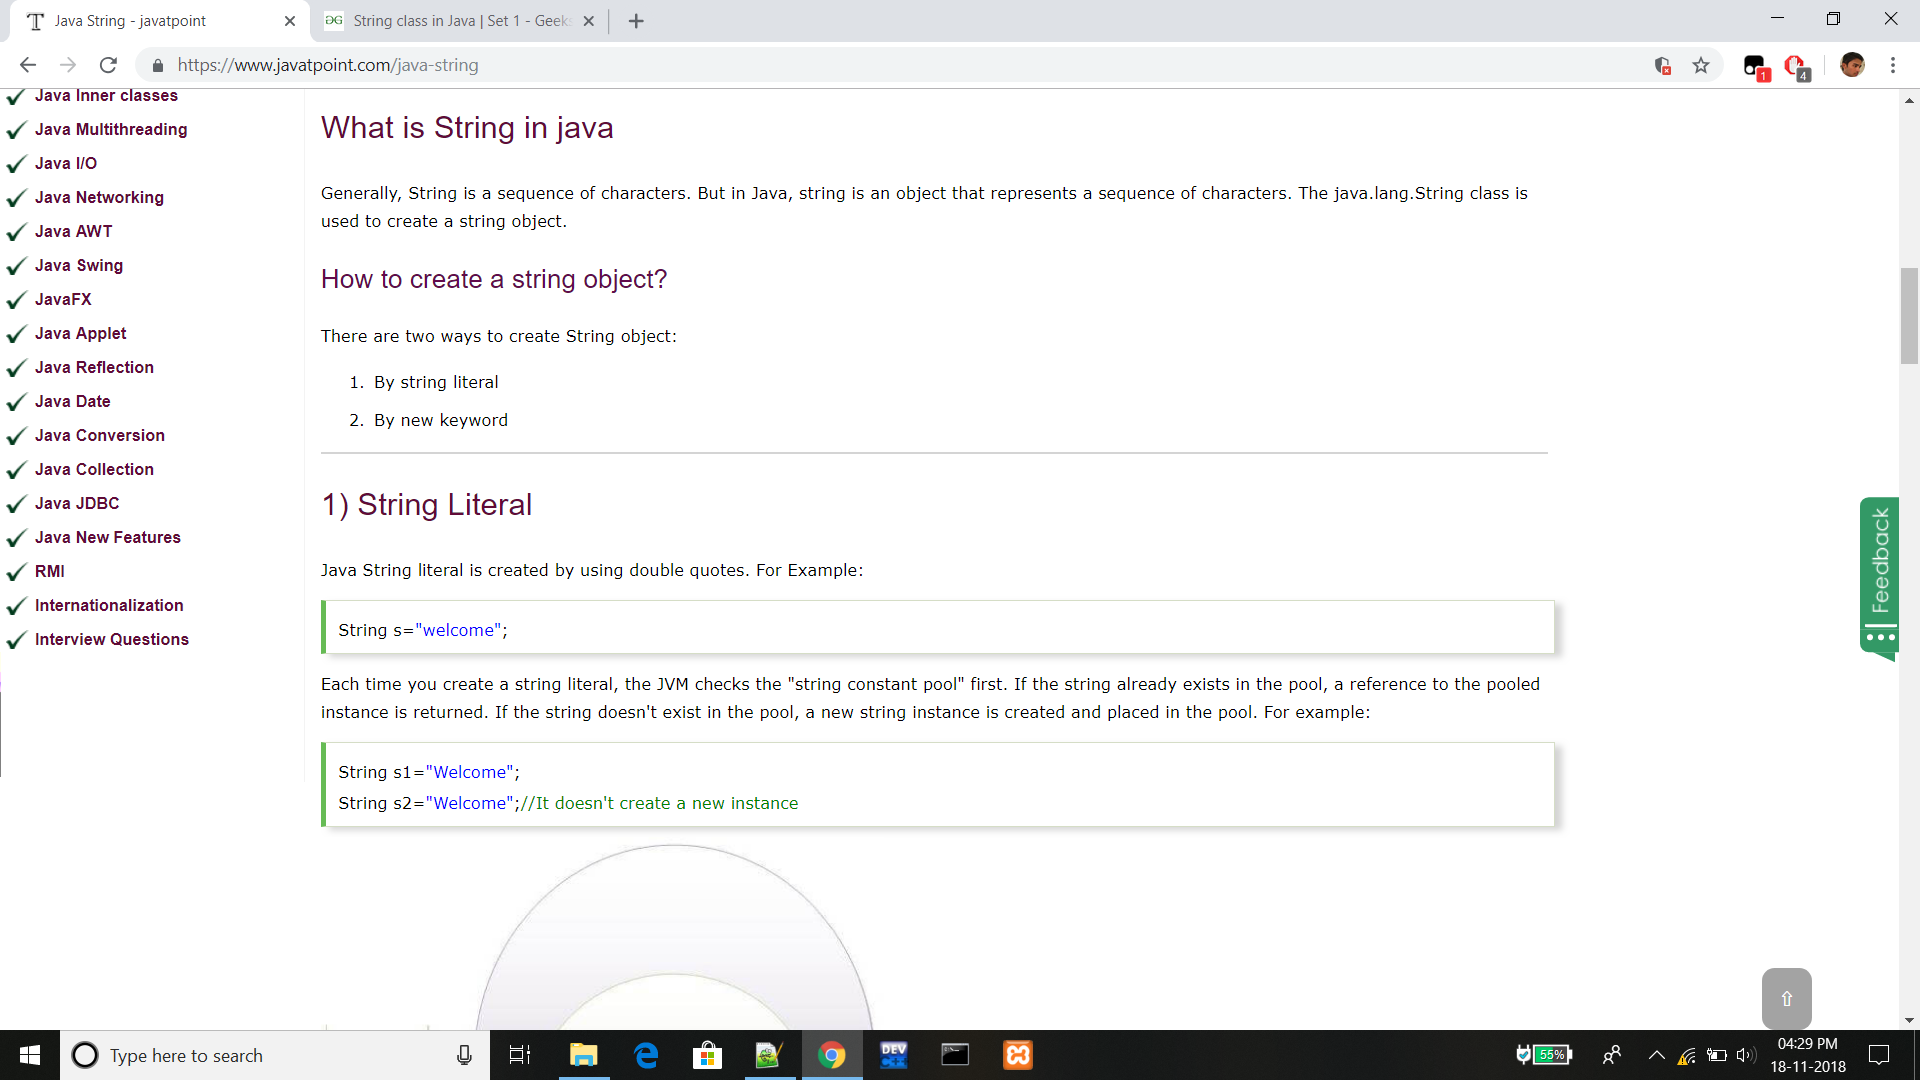 Java String - javatpoint
String class in Java | Set 1 - Geeks
https://www.javatpoint.com/java-string
1
4
Java Inner classes
Java Multithreading
Java I/O
Java Networking
Java AWT
Java Swing
JavaFX
Java Applet
Java Reflection
Java Date
Java Conversion
Java Collection
Java JDBC
Java New Features
RMI
Internationalization
Interview Questions
What is String in java
Generally, String is a sequence of characters. But in Java, string is an object that represents a sequence of characters. The java.lang.String class is
used to create a string object.
How to create a string object?
There are two ways to create String object:
1. By string literal
2. By new keyword
1) String Literal
Java String literal is created by using double quotes. For Example:
String s="welcome";
Each time you create a string literal, the JVM checks the "string constant pool" first. If the string already exists in the pool, a reference to the pooled
instance is returned. If the string doesn't exist in the pool, a new string instance is created and placed in the pool. For example:
String s1="Welcome";
String s2="Welcome";//It doesn't create a new instance
Feedback
Type here to search
DEV
C++
55%
04:29 PM
18-11-2018